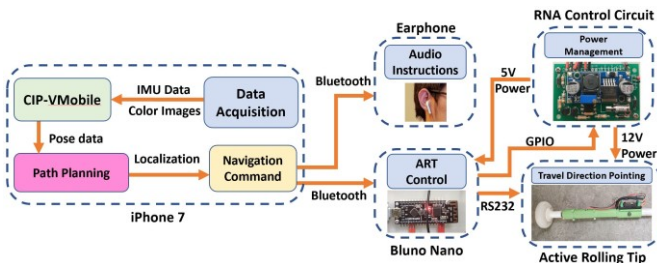 Earphone
RNA Control Circuit
Audio
Instructions
Power
Management
Bluetooth
5V
Power
CIP-VMobile
IMU Data
Color Images
Data
Acquisition
Pose data
GPIO
12V
Power
Path Planning
Localization
Navigation
Command
ART
Control
Travel Direction Pointing
Bluetooth
RS232
iPhone 7
Bluno Nano
Active Rolling Tip